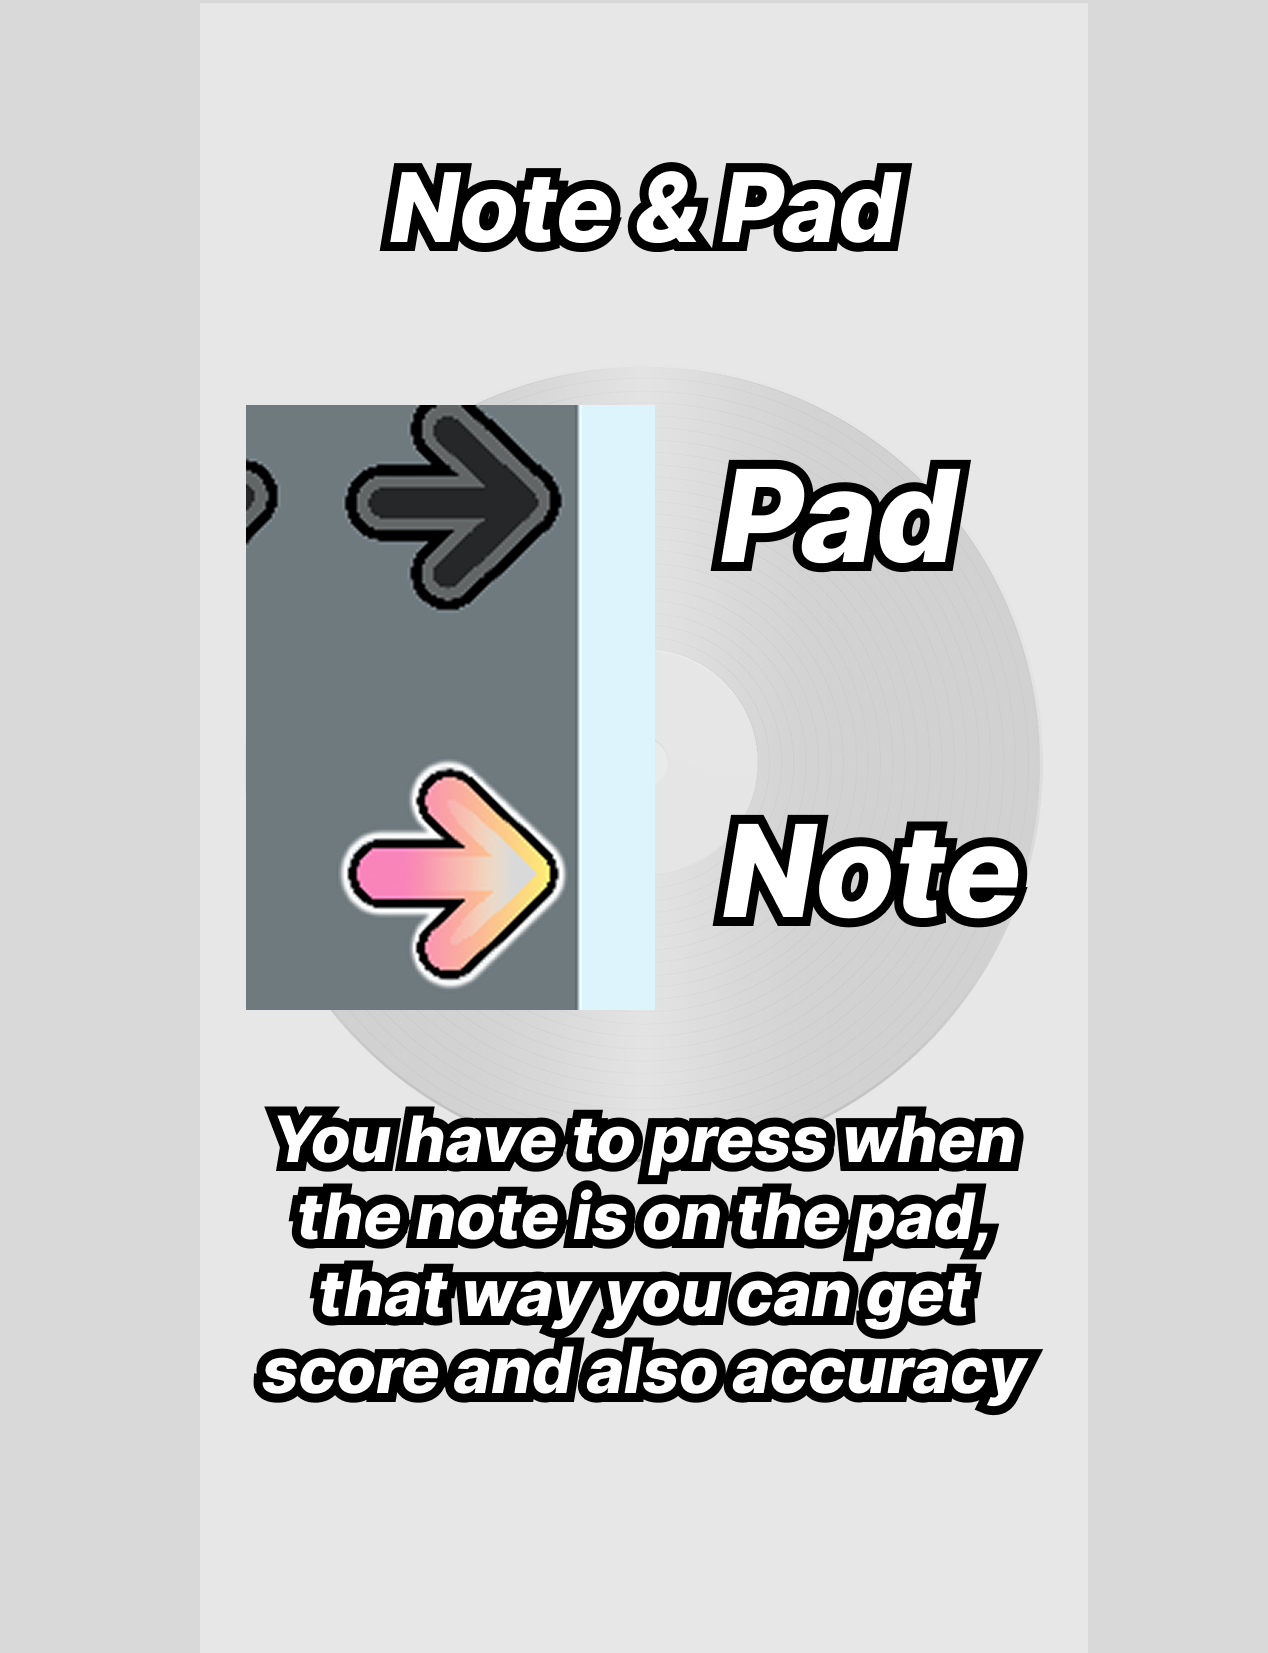 Note & Pad
Pad
Note
You have to press when
the note is on the pad,
that way you can get
score and also accuracy